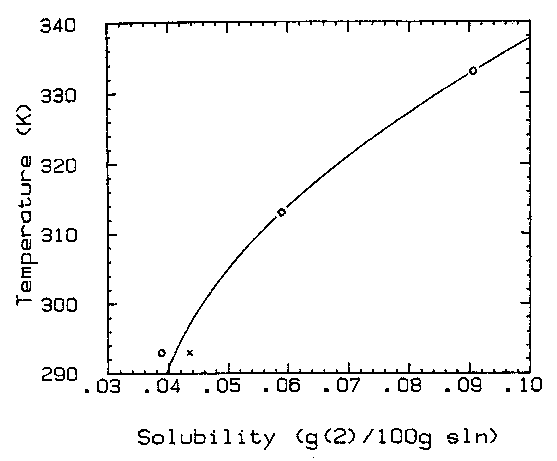 340
330
320
310
300
290
Temperature (K)
.03 .04 .05 .06 .07 .08 .09 .10
Solubility (g(2)/100g sln)